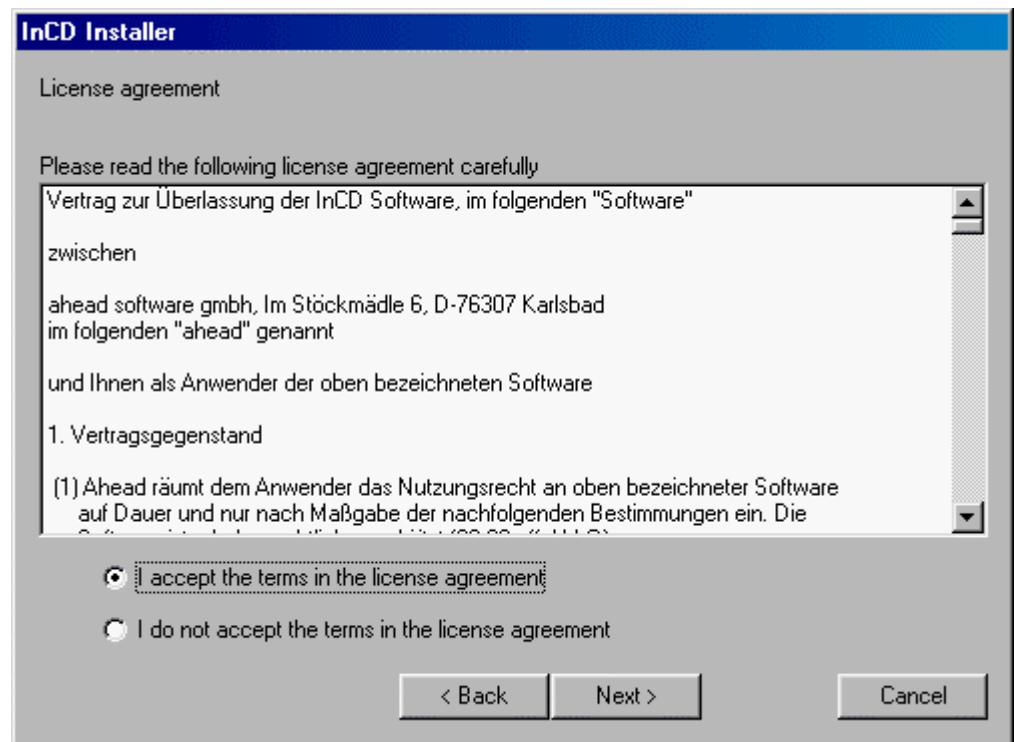 InCD Installer
License agreement
Please read the following license agreement carefully
Vertrag zur Überlassung der InCD Software, im folgenden "Software"
zwischen
ahead software gmbh, Im Stöckmädle 6, D-76307 Karlsbad
im folgenden "ahead" genannt
und Ihnen als Anwender der oben bezeichneten Software
1. Vertragsgegenstand
(1) Ahead räumt dem Anwender das Nutzungsrecht an oben bezeichneter Software
auf Dauer und nur nach Maßgabe der nachfolgenden Bestimmungen ein. Die
I accept the terms in the license agreement
I do not accept the terms in the license agreement
< Back
Next >
Cancel